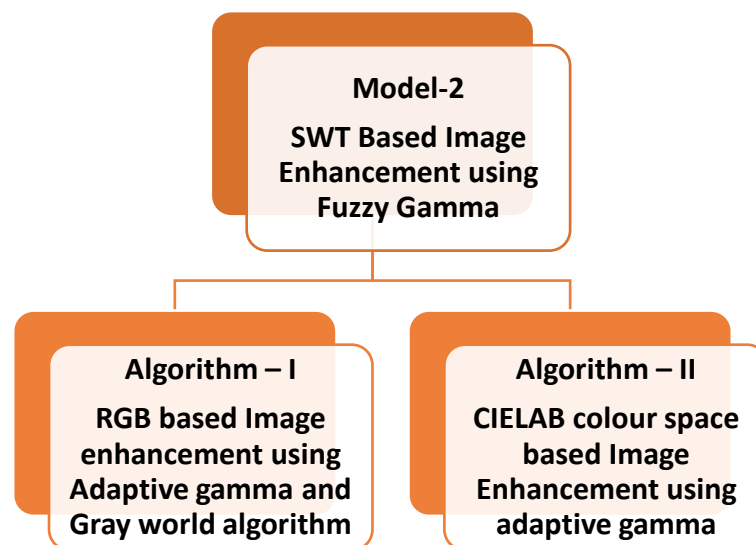 Model-2
SWT Based Image
Enhancement using
Fuzzy Gamma
Algorithm – I
RGB based Image
enhancement using
Adaptive gamma and
Gray world algorithm
Algorithm – II
CIELAB colour space
based Image
Enhancement using
adaptive gamma